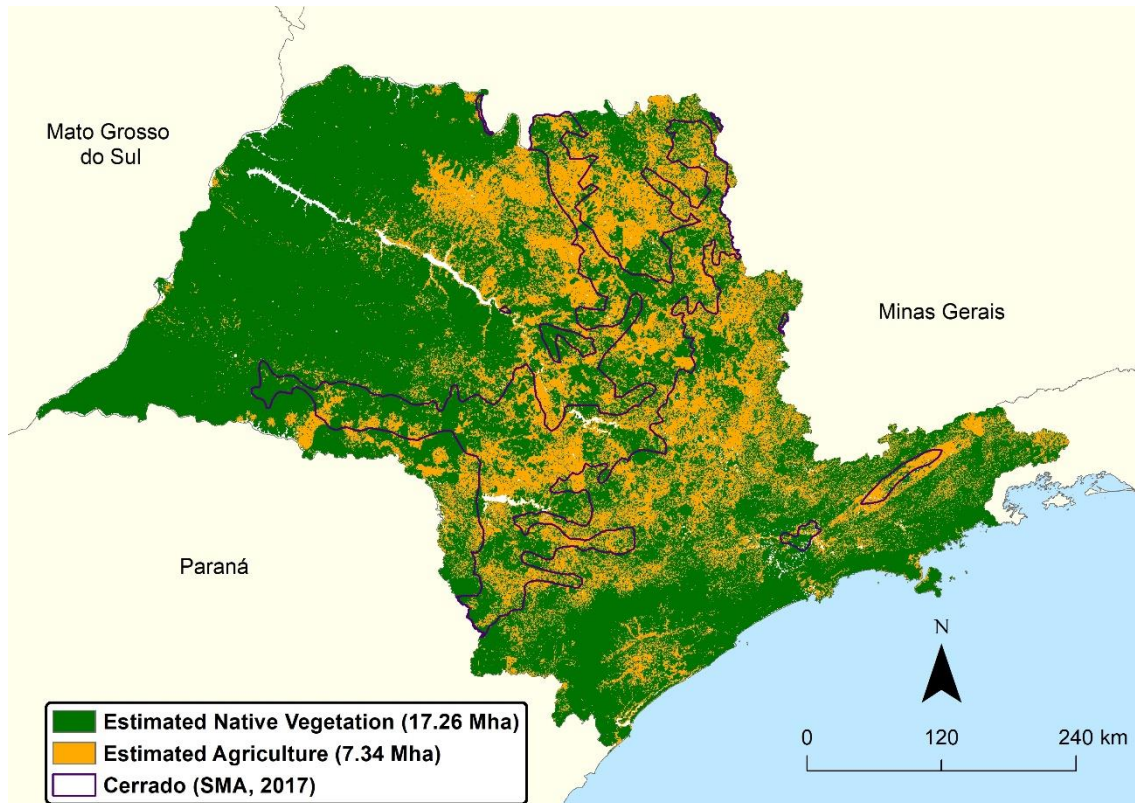 Mato Grosso
do Sul
Minas Gerais
Paraná
N
Estimated Native Vegetation (17.26 Mha)
Estimated Agriculture (7.34 Mha)
Cerrado (SMA, 2017)
0 120 240 km